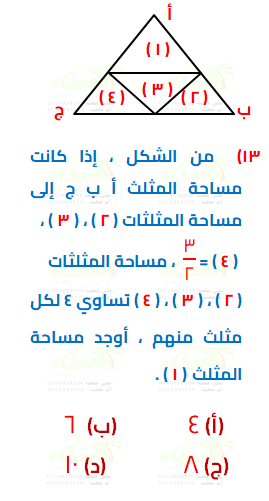 أ
(١)
(٤) (٣) (٢)
ج ب
١٣) من الشكل ، إذا كانت
مساحة المثلث أ ب ج إلى
مساحة المثلثات (٢) ، (٣) ،
(٤) = ٣/٢ ، مساحة المثلثات
(٢) ، (٣) ، (٤) تساوي ٤ لكل
مثلث منهم ، أوجد مساحة
المثلث (١) .
(أ) ٤ (ب) ٦
(ج) ٨ (د) ١٠